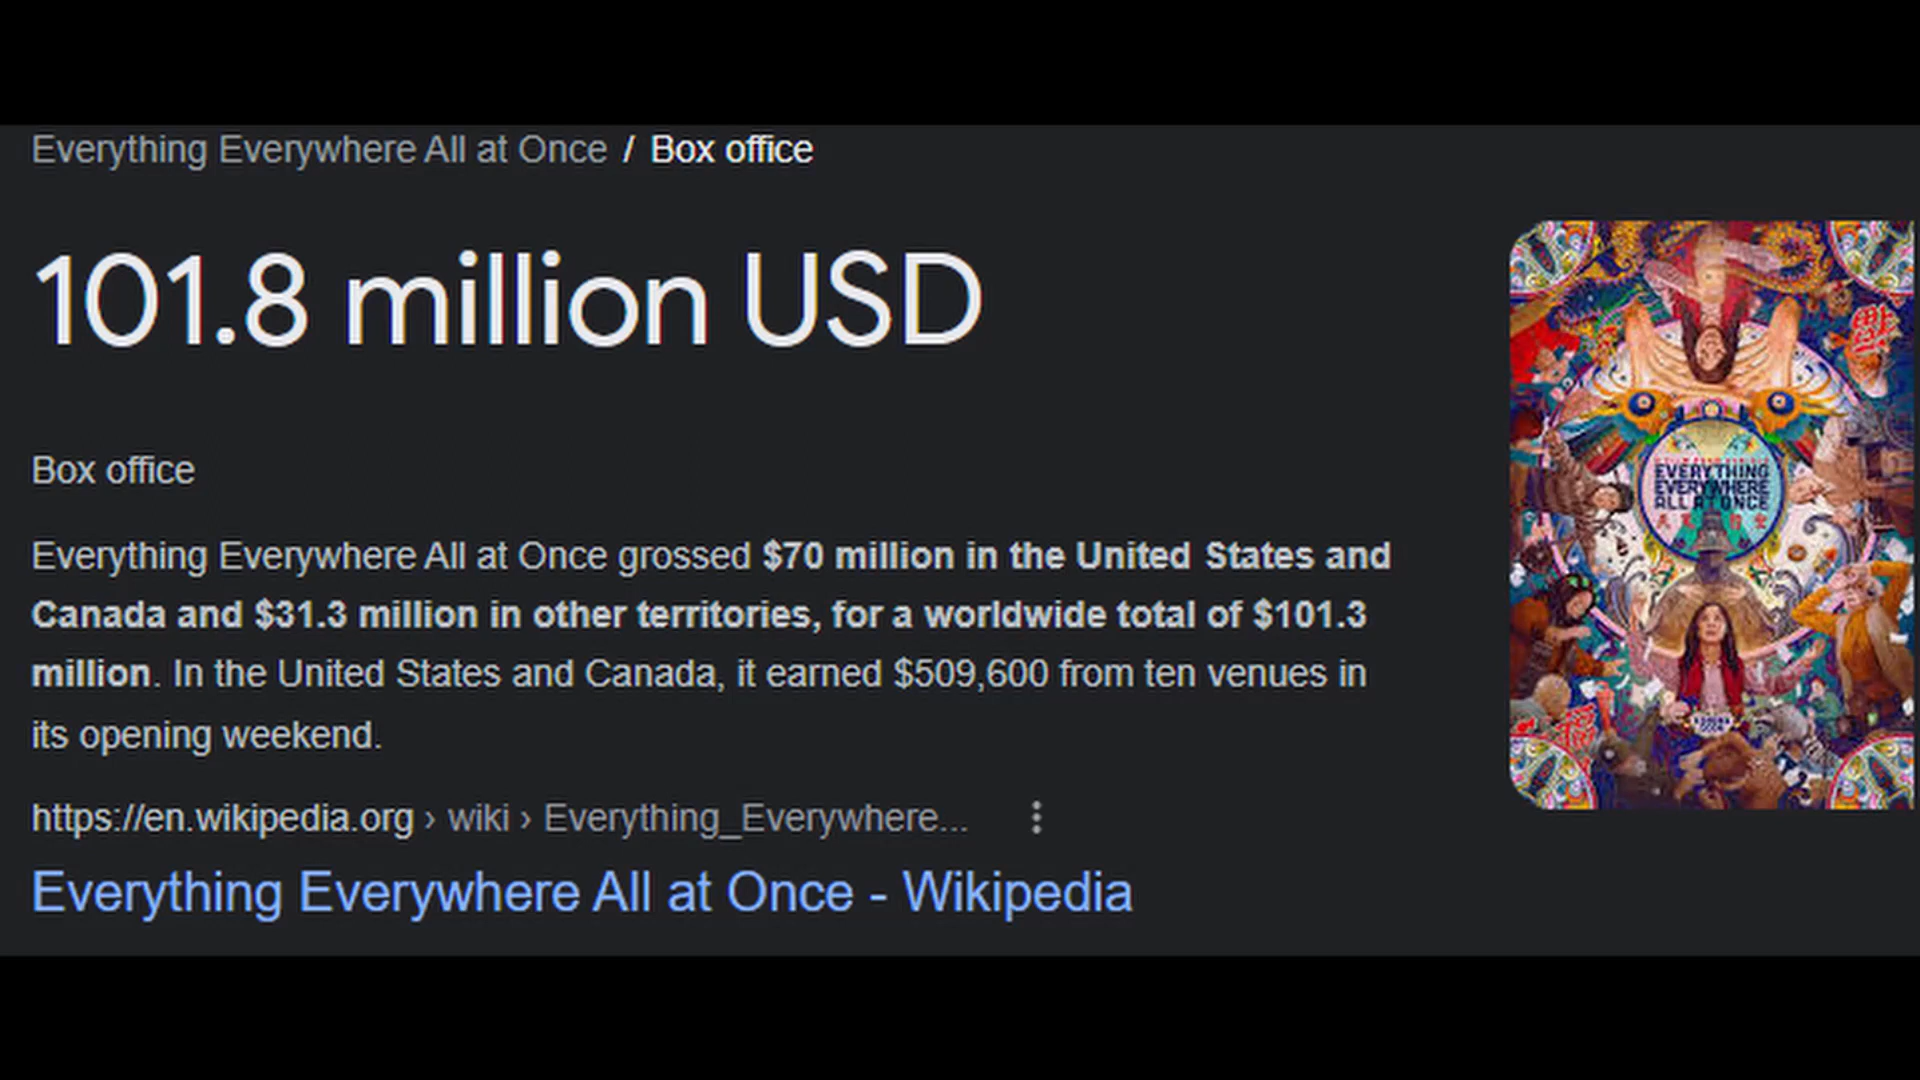 Everything Everywhere All at Once / Box office
101.8 million USD
Box office
Everything Everywhere All at Once grossed $70 million in the United States and
Canada and $31.3 million in other territories, for a worldwide total of $101.3
million. In the United States and Canada, it earned $509,600 from ten venues in
its opening weekend.
https://en.wikipedia.org › wiki › Everything_Everywhere...
Everything Everywhere All at Once - Wikipedia
EVERYTHING
EVERYWHERE
ALL AT ONCE